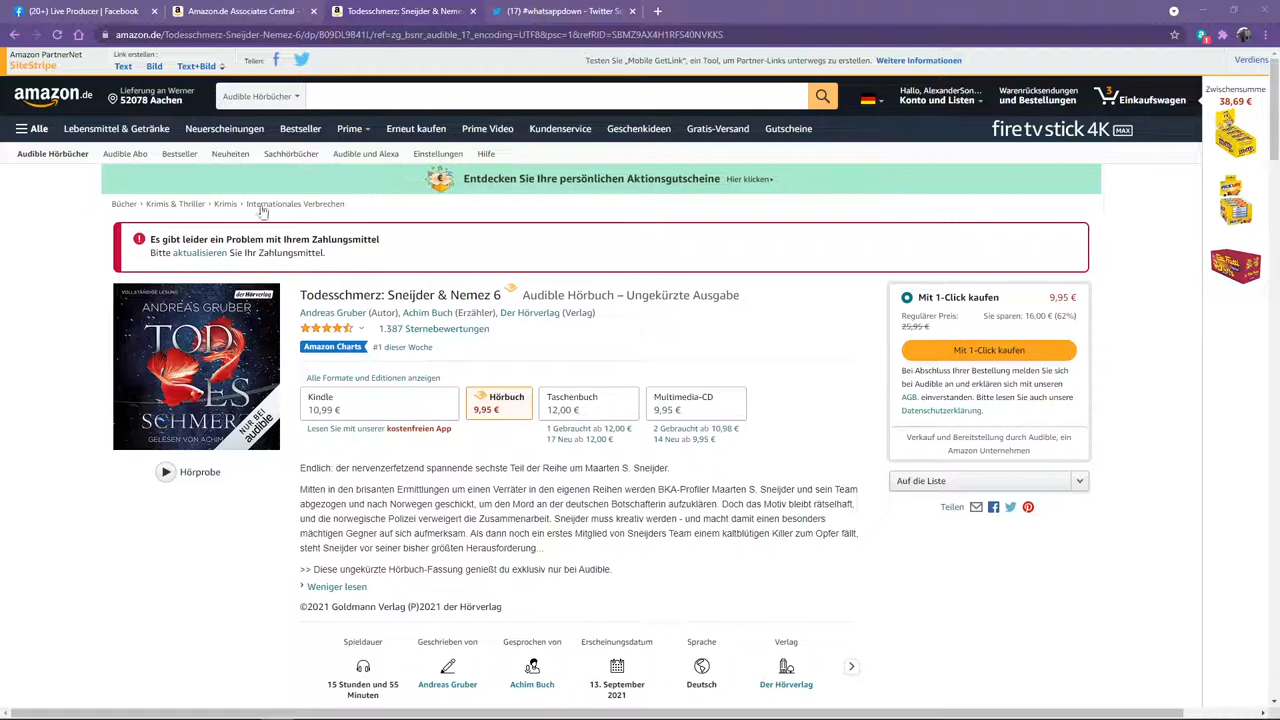 (20+) Live Producer | Facebook
Amazon.de Associates Central -
Amazon.de Todesschmerz: Sneijder & Nemez
(17) #whatsappdown - Twitter Se
amazon.de/Todesschmerz-Sneijder-Nemez-6/dp/B09DL9841L/ref=zg_bsnr_audible_1?_encoding=UTF8&psc=1&refRID=SBMZ9AX4H1RFS40NVKKS
Amazon PartnerNet
SiteStripe
Link erstellen :
Text Bild Text+Bild
Teilen:
Testen Sie „Mobile GetLink", ein Tool, um Partner-Links unterwegs zu erstellen. Weitere Informationen
Verdiens
amazon.de
Lieferung an Werner
52078 Aachen
Audible Hörbücher
Hallo, AlexanderSon...
Konto und Listen
Warenrücksendungen
und Bestellungen
3
Einkaufswagen
Zwischensumme
38,69 €
Alle Lebensmittel & Getränke Neuerscheinungen Bestseller Prime Erneut kaufen Prime Video Kundenservice Geschenkideen Gratis-Versand Gutscheine
fire tv stick 4K MAX
Audible Hörbücher Audible Abo Bestseller Neuheiten Sachhörbücher Audible und Alexa Einstellungen Hilfe
Entdecken Sie Ihre persönlichen Aktionsgutscheine Hier klicken▸
Bücher › Krimis & Thriller › Krimis › Internationales Verbrechen
Es gibt leider ein Problem mit Ihrem Zahlungsmittel
Bitte aktualisieren Sie Ihr Zahlungsmittel.
VOLLSTÄNDIGE LESUNG
der Hörverlag
ANDREAS GRUBER
TOD
ES
SCHMERZ
GELESEN VON ACHIM
NUR BEI
audible
Hörprobe
Todesschmerz: Sneijder & Nemez 6 Audible Hörbuch – Ungekürzte Ausgabe
Andreas Gruber (Autor), Achim Buch (Erzähler), Der Hörverlag (Verlag)
1.387 Sternebewertungen
Amazon Charts #1 dieser Woche
Alle Formate und Editionen anzeigen
Kindle
10,99 €
Hörbuch
9,95 €
Taschenbuch
12,00 €
Multimedia-CD
9,95 €
Lesen Sie mit unserer kostenfreien App
1 Gebraucht ab 12,00 €
17 Neu ab 12,00 €
2 Gebraucht ab 10,98 €
14 Neu ab 9,95 €
Endlich: der nervenzerfetzend spannende sechste Teil der Reihe um Maarten S. Sneijder.
Mitten in den brisanten Ermittlungen um einen Verräter in den eigenen Reihen werden BKA-Profiler Maarten S. Sneijder und sein Team
abgezogen und nach Norwegen geschickt, um den Mord an der deutschen Botschafterin aufzuklären. Doch das Motiv bleibt rätselhaft,
und die norwegische Polizei verweigert die Zusammenarbeit. Sneijder muss kreativ werden - und macht damit einen besonders
mächtigen Gegner auf sich aufmerksam. Als dann noch ein erstes Mitglied von Sneijders Team einem kaltblütigen Killer zum Opfer fällt,
steht Sneijder vor seiner bisher größten Herausforderung...
>> Diese ungekürzte Hörbuch-Fassung genießt du exklusiv nur bei Audible.
Weniger lesen
©2021 Goldmann Verlag (P)2021 der Hörverlag
Spieldauer
15 Stunden und 55
Minuten
Geschrieben von
Andreas Gruber
Gesprochen von
Achim Buch
Erscheinungsdatum
13. September
2021
Sprache
Deutsch
Verlag
Der Hörverlag
Mit 1-Click kaufen 9,95 €
Regulärer Preis: Sie sparen: 16,00 € (62%)
25,95 €
Mit 1-Click kaufen
Bei Abschluss Ihrer Bestellung melden Sie sich
bei Audible an und erklären sich mit unseren
AGB. einverstanden. Bitte lesen Sie auch unsere
Datenschutzerklärung.
Verkauf und Bereitstellung durch Audible, ein
Amazon Unternehmen
Auf die Liste
Teilen